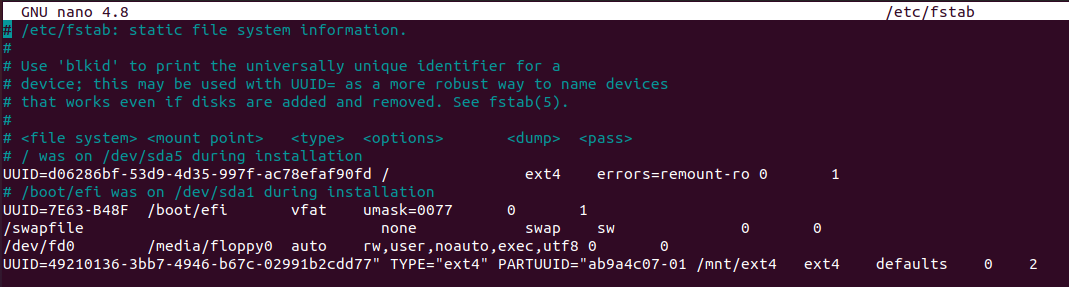 GNU nano 4.8 /etc/fstab
# /etc/fstab: static file system information.
#
# Use 'blkid' to print the universally unique identifier for a
# device; this may be used with UUID= as a more robust way to name devices
# that works even if disks are added and removed. See fstab(5).
#
# <file system> <mount point>   <type>  <options>       <dump>  <pass>
# / was on /dev/sda5 during installation
UUID=d06286bf-53d9-4d35-997f-ac78efaf90fd /               ext4    errors=remount-ro 0       1
# /boot/efi was on /dev/sda1 during installation
UUID=7E63-B48F  /boot/efi       vfat    umask=0077      0       1
/swapfile                                 none            swap    sw              0       0
/dev/fd0        /media/floppy0  auto    rw,user,noauto,exec,utf8 0       0
UUID=49210136-3bb7-4946-b67c-02991b2cdd77" TYPE="ext4" PARTUUID="ab9a4c07-01 /mnt/ext4   ext4    defaults    0    2